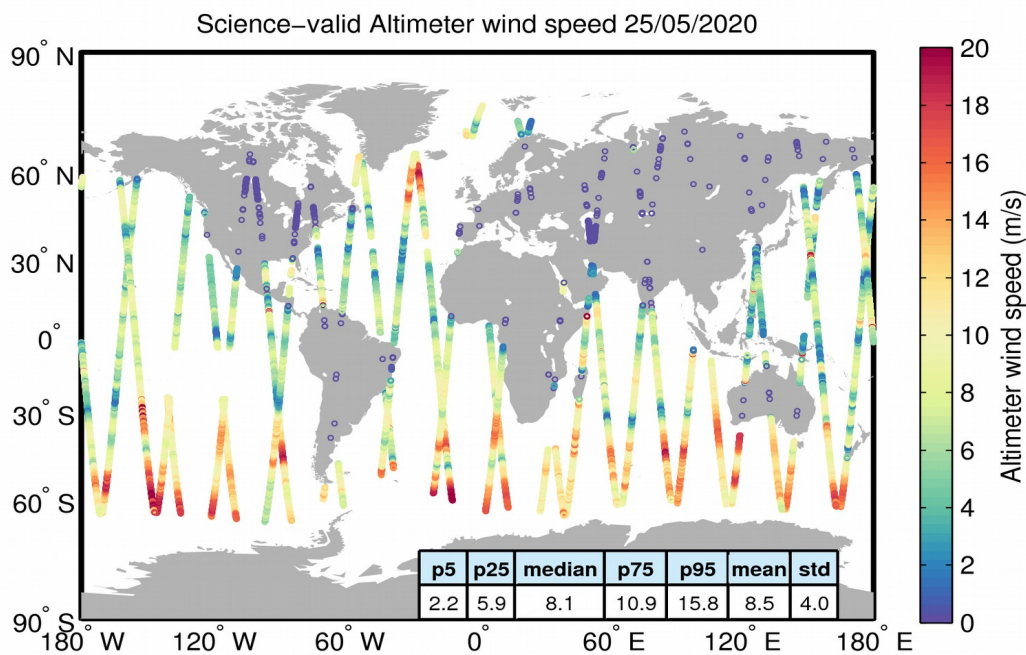 Science−valid Altimeter wind speed 25/05/2020
90° N
60° N
30° N
0°
30° S
60° S
90° S
180° W
120° W
60° W
0°
60° E
120° E
180° E
p5 p25 median p75 p95 mean std
2.2 5.9 8.1 10.9 15.8 8.5 4.0
20
18
16
14
12
10
8
6
4
2
0
Altimeter wind speed (m/s)